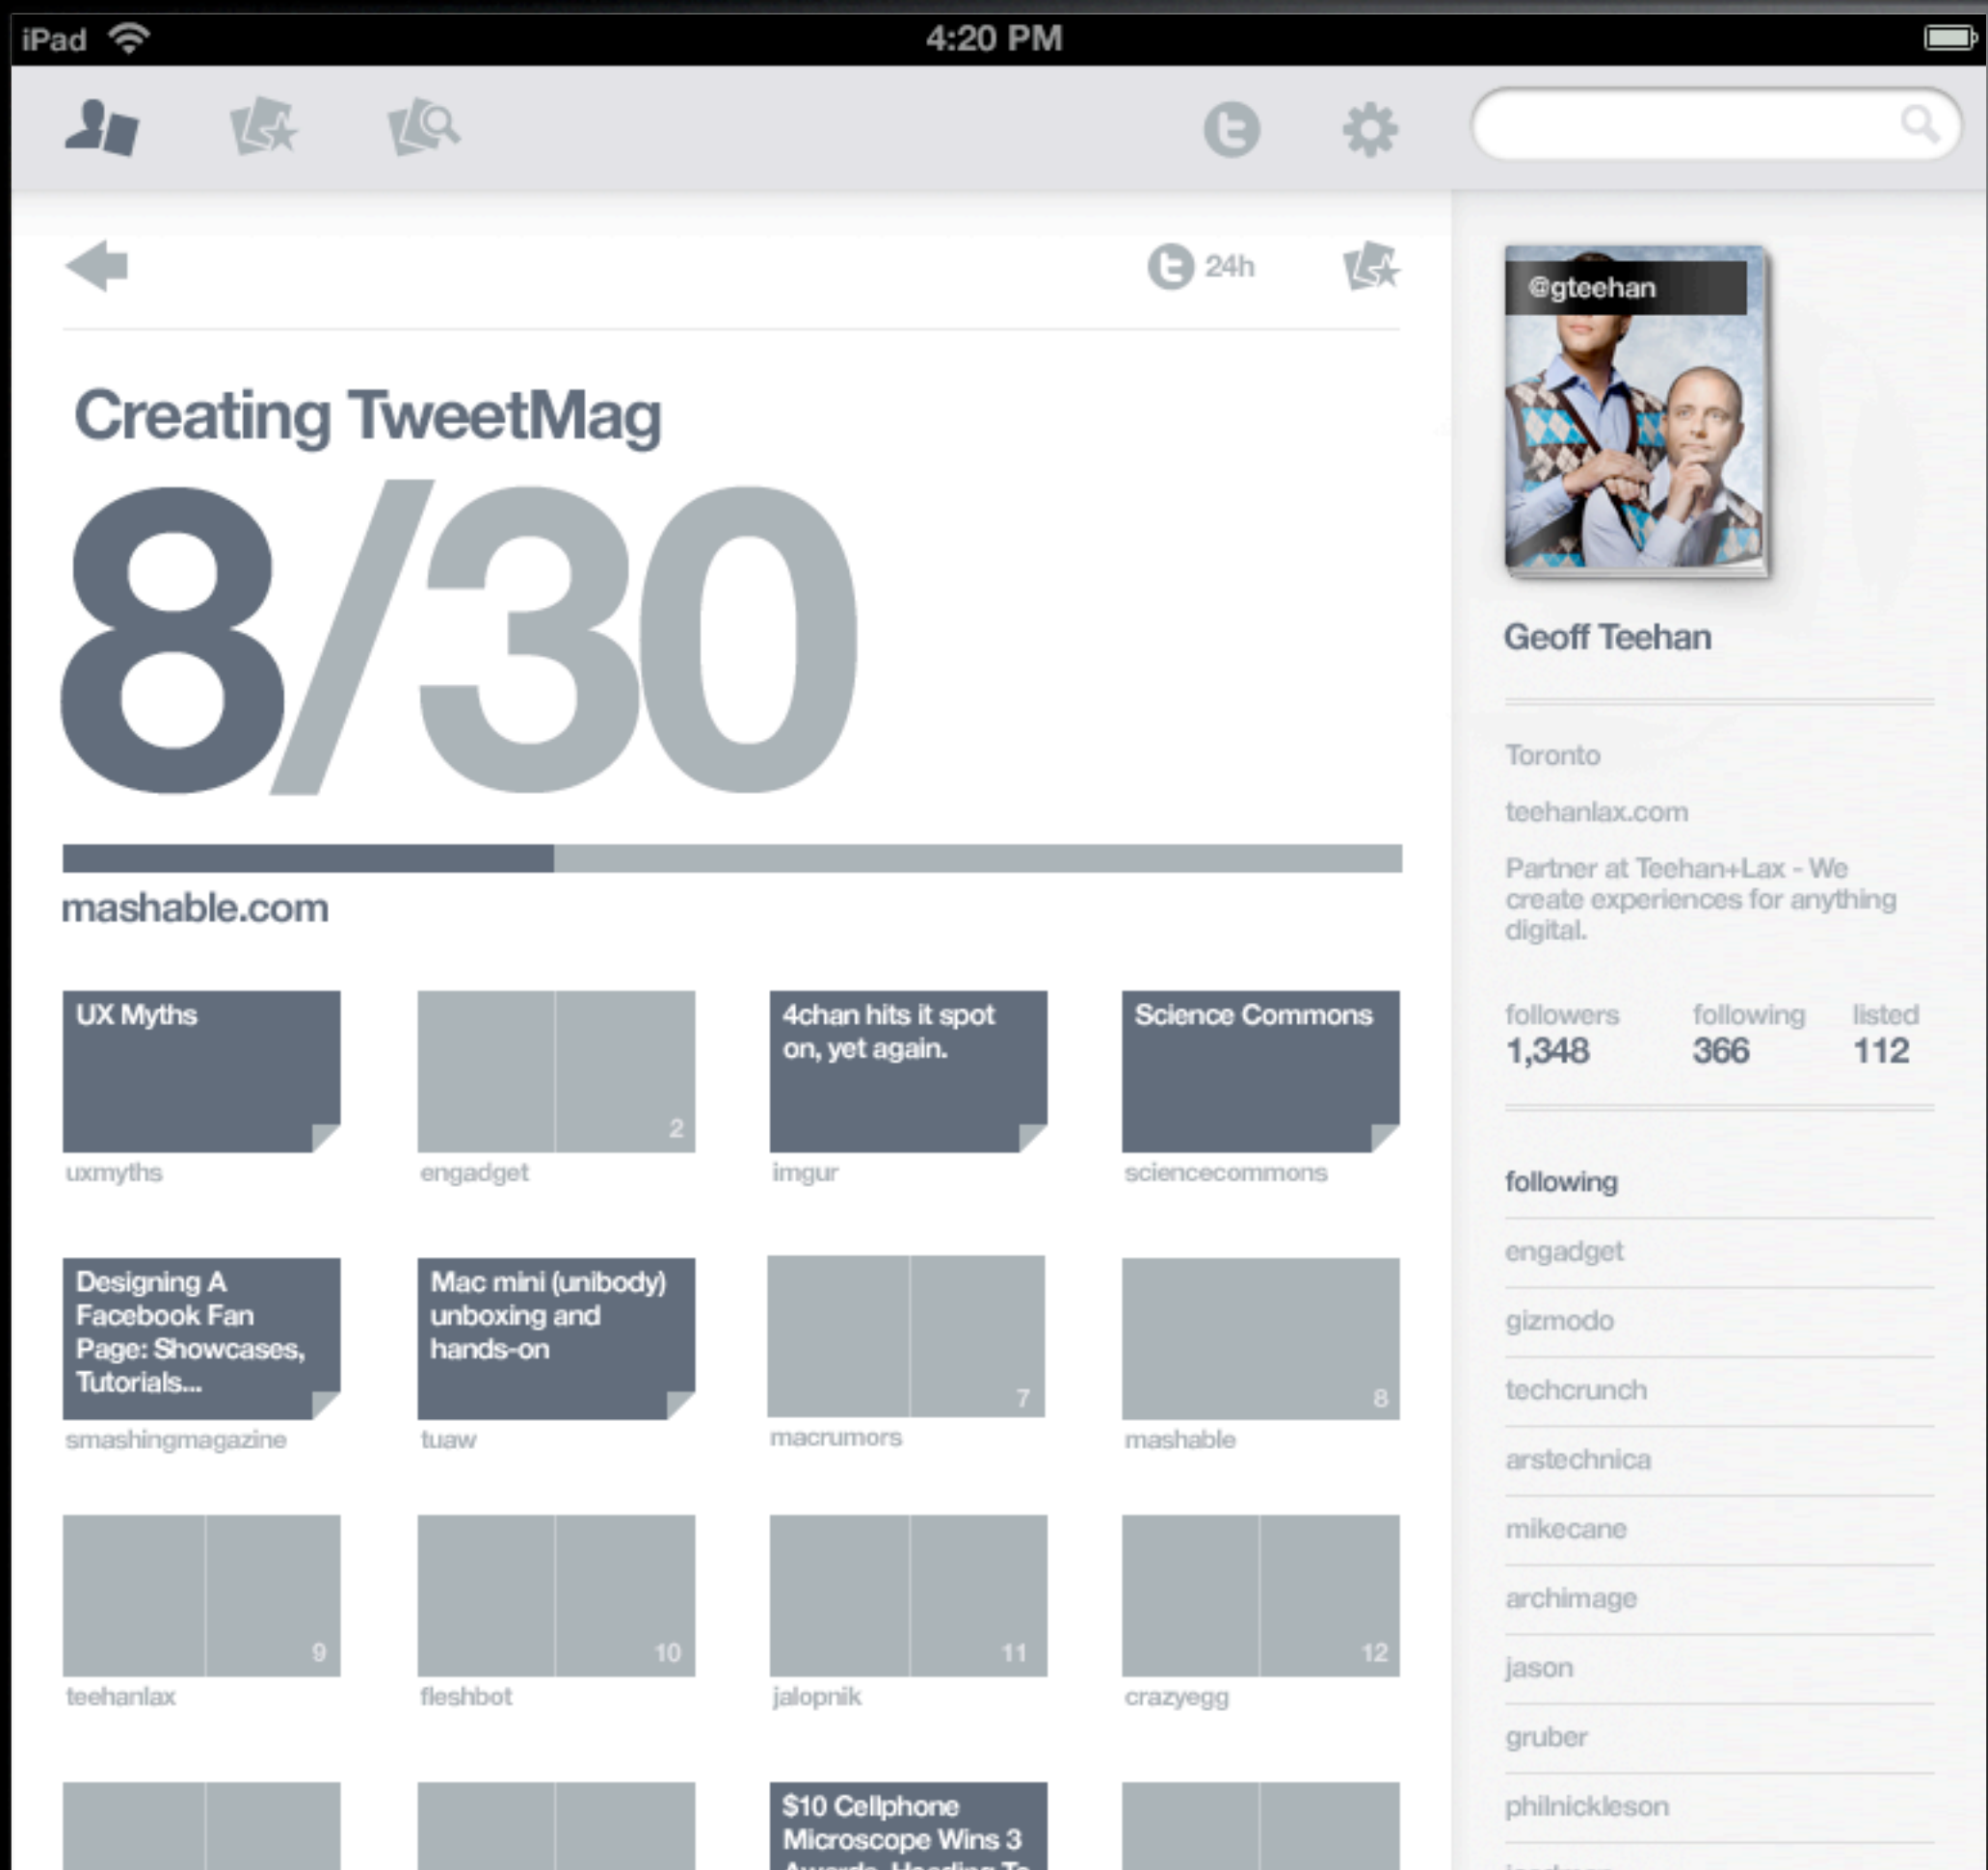 iPad
4:20 PM
24h
Creating TweetMag
8/30
mashable.com
UX Myths
uxmyths
2
engadget
4chan hits it spot
on, yet again.
imgur
Science Commons
sciencecommons
Designing A
Facebook Fan
Page: Showcases,
Tutorials...
smashingmagazine
Mac mini (unibody)
unboxing and
hands-on
tuaw
7
macrumors
8
mashable
9
teehanlax
10
fleshbot
11
jalopnik
12
crazyegg
$10 Cellphone
Microscope Wins 3
Awards, Heading To
@gteehan
Geoff Teehan
Toronto
teehanlax.com
Partner at Teehan+Lax - We
create experiences for anything
digital.
followers
1,348
following
366
listed
112
following
engadget
gizmodo
techcrunch
arstechnica
mikecane
archimage
jason
gruber
philnickleson